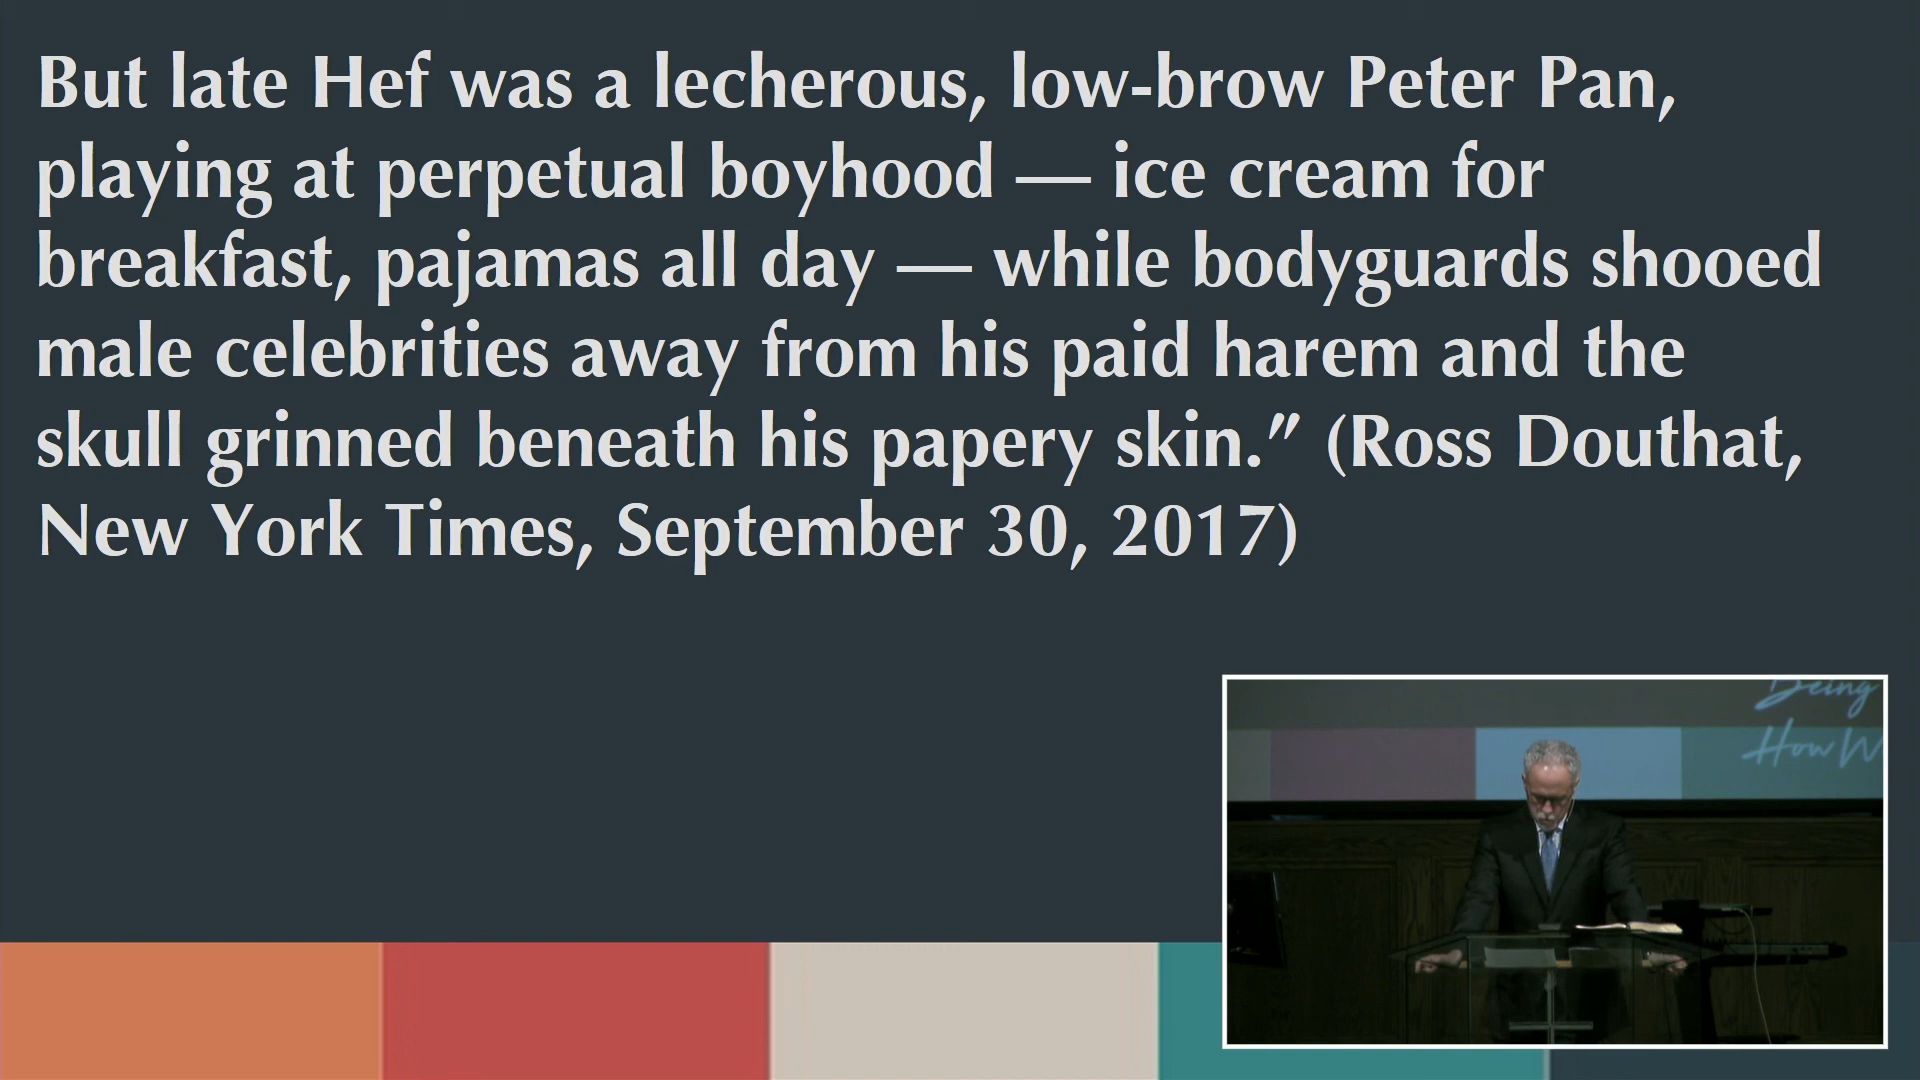 But late Hef was a lecherous, low-brow Peter Pan,
playing at perpetual boyhood — ice cream for
breakfast, pajamas all day — while bodyguards shooed
male celebrities away from his paid harem and the
skull grinned beneath his papery skin.” (Ross Douthat,
New York Times, September 30, 2017)
Being
How W